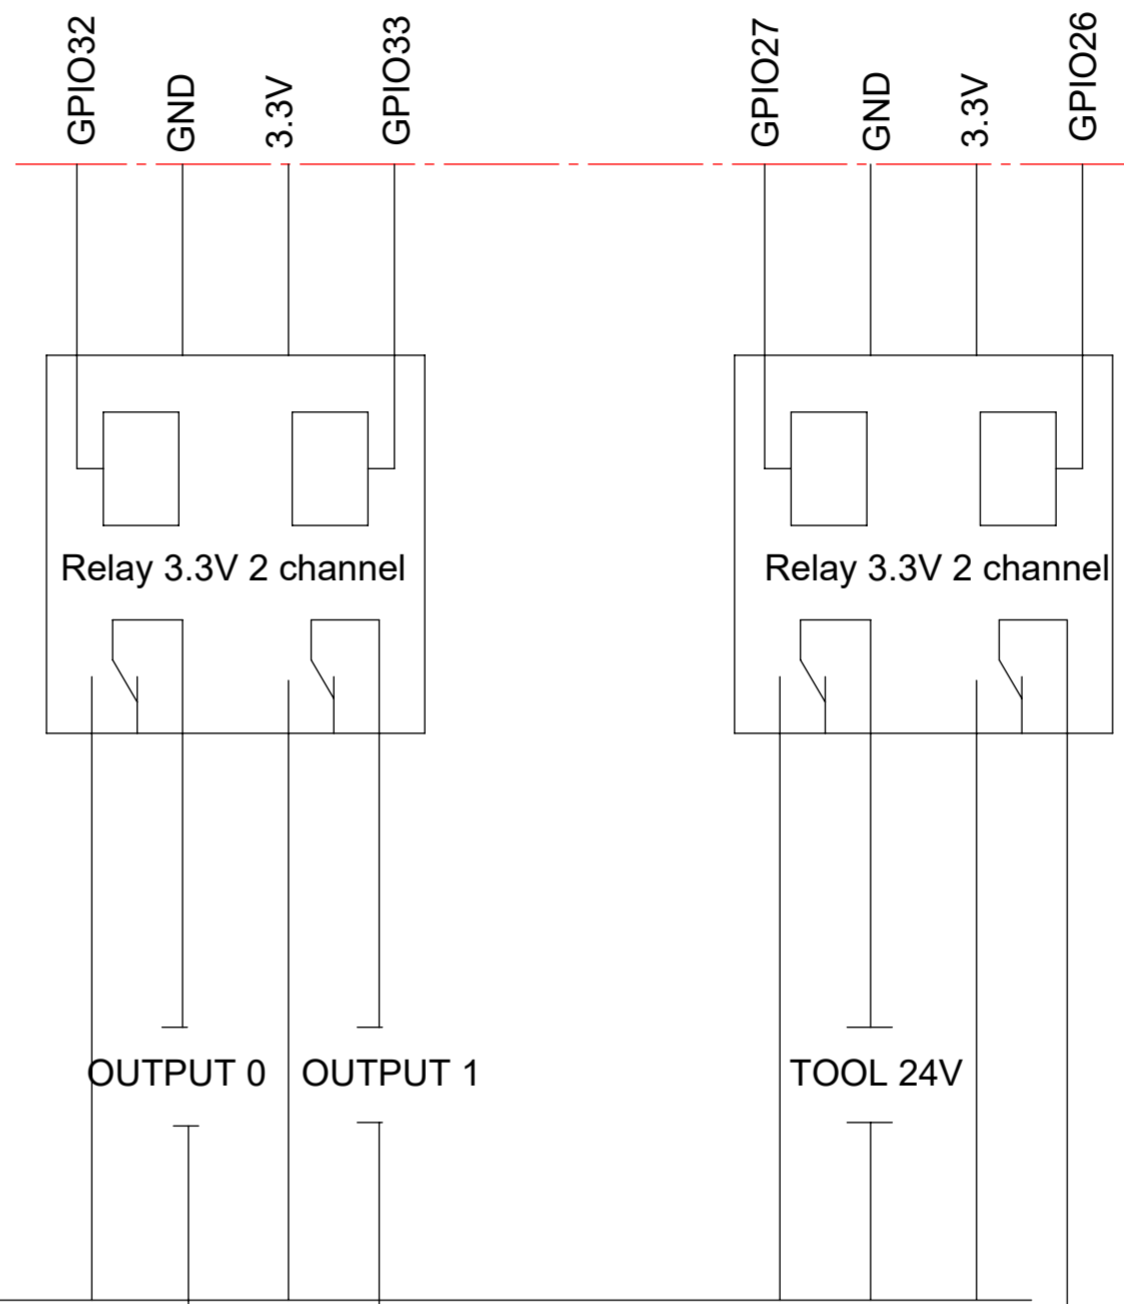 GPIO32
GND
3.3V
GPIO33
GPIO27
GND
3.3V
GPIO26
Relay 3.3V 2 channel
Relay 3.3V 2 channel
OUTPUT 0
OUTPUT 1
TOOL 24V